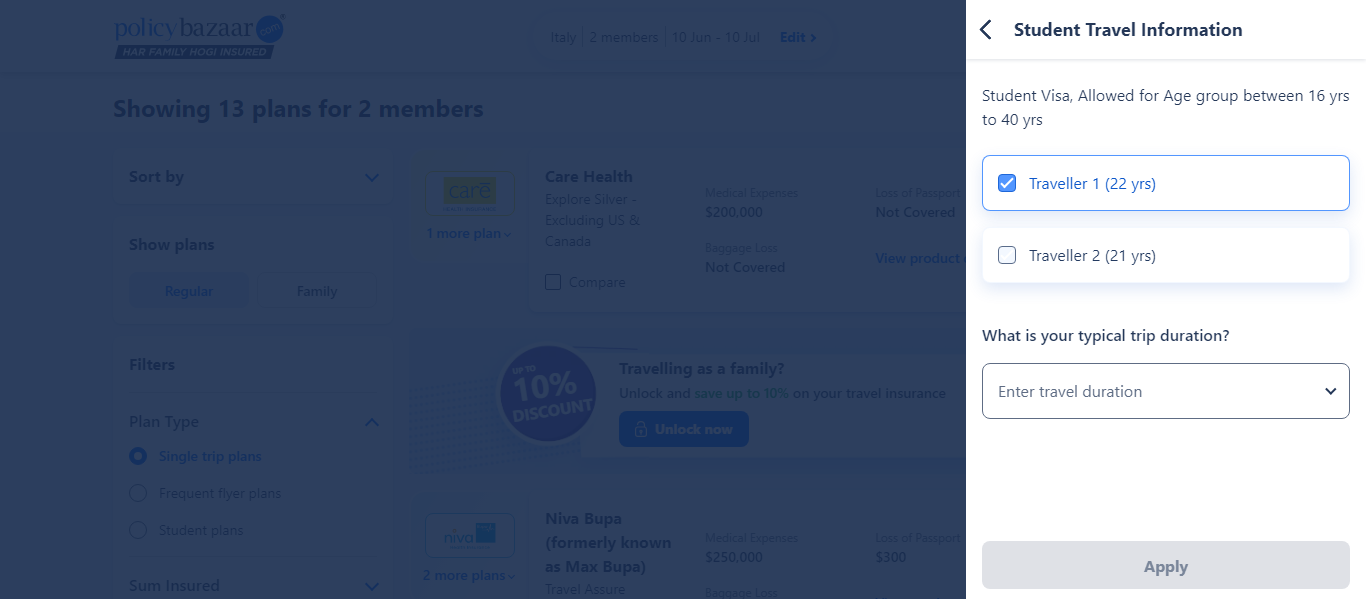 policybazaar.com
HAR FAMILY HOGI INSURED
Italy 2 members 10 Jun - 10 Jul Edit >
Showing 13 plans for 2 members
Sort by
Show plans
Regular Family
Filters
Plan Type
Single trip plans
Frequent flyer plans
Student plans
Sum Insured
carē
1 more plan
Care Health
Explore Silver -
Excluding US &
Canada
Compare
Medical Expenses
$200,000
Baggage Loss
Not Covered
Loss of Passport
Not Covered
View product
UP TO
10%
DISCOUNT
Travelling as a family?
Unlock and save up to 10% on your travel insurance
Unlock now
niva
2 more plans
Niva Bupa
(formerly known
as Max Bupa)
Travel Assure
Medical Expenses
$250,000
Baggage Loss
Loss of Passport
$300
Student Travel Information
Student Visa, Allowed for Age group between 16 yrs
to 40 yrs
Traveller 1 (22 yrs)
Traveller 2 (21 yrs)
What is your typical trip duration?
Enter travel duration
Apply